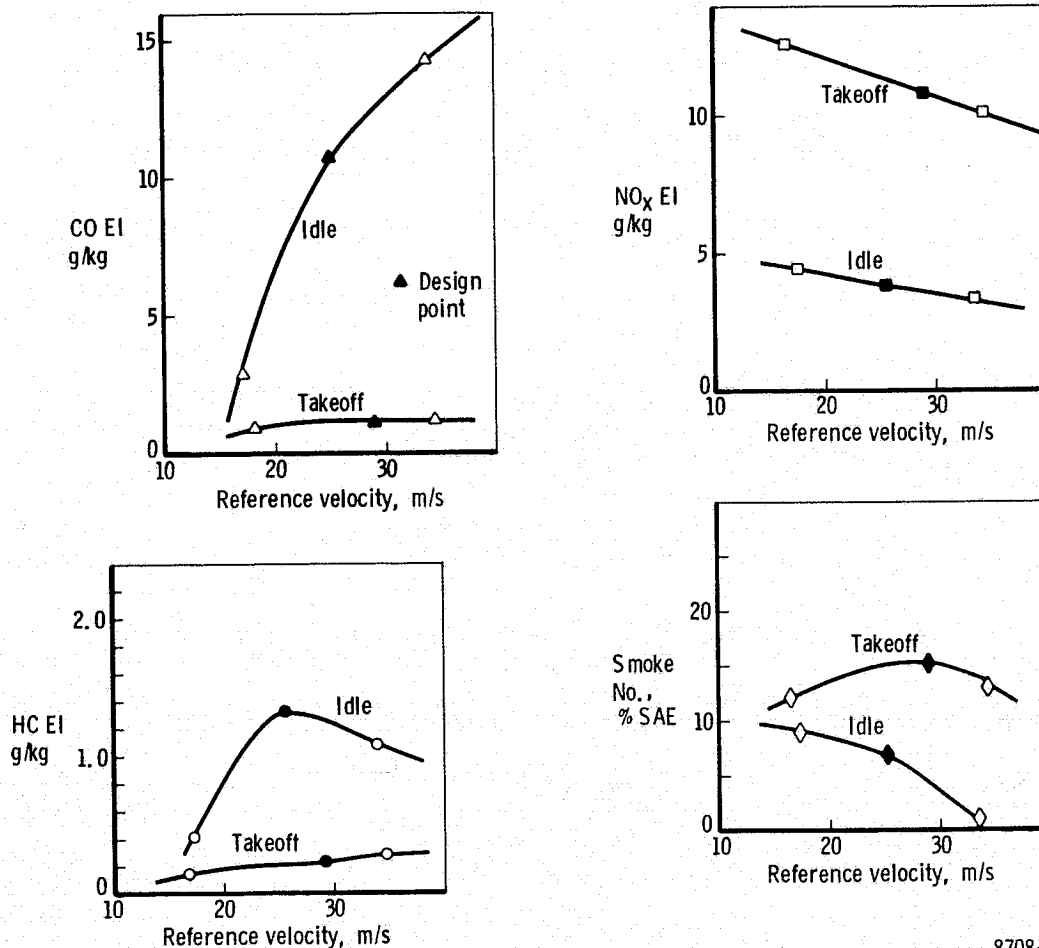 15
10
CO EI
g/kg
Idle
▲ Design
point
5
Takeoff
0
10 20 30
Reference velocity, m/s
Takeoff
10
NOx EI
g/kg
5
Idle
0
10 20 30
Reference velocity, m/s
2.0
Idle
HC EI
g/kg
1.0
Takeoff
0
10 20 30
Reference velocity, m/s
20
Takeoff
Smoke
No.,
% SAE
10
Idle
0
10 20 30
Reference velocity, m/s